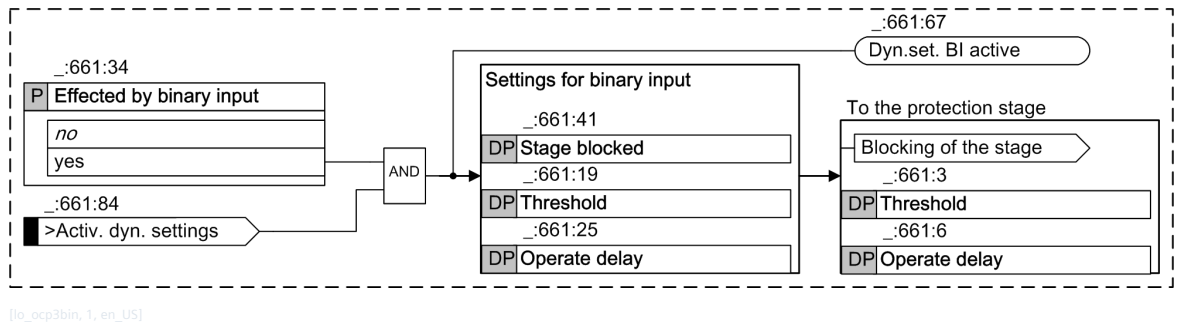 _:661:67
Dyn.set. BI active
_:661:34
P Effected by binary input
no
yes
_:661:84
>Activ. dyn. settings
AND
Settings for binary input
_:661:41
DP Stage blocked
_:661:19
DP Threshold
_:661:25
DP Operate delay
To the protection stage
Blocking of the stage
_:661:3
DP Threshold
_:661:6
DP Operate delay
[lo_ocp3bin, 1, en_US]